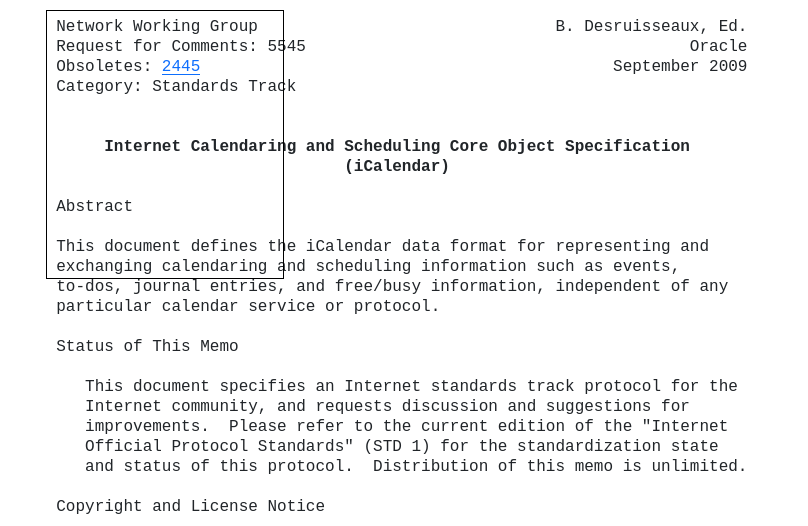 Network Working Group B. Desruisseaux, Ed.
Request for Comments: 5545 Oracle
Obsoletes: 2445 September 2009
Category: Standards Track
Internet Calendaring and Scheduling Core Object Specification
(iCalendar)
Abstract
This document defines the iCalendar data format for representing and
exchanging calendaring and scheduling information such as events,
to-dos, journal entries, and free/busy information, independent of any
particular calendar service or protocol.
Status of This Memo
This document specifies an Internet standards track protocol for the
Internet community, and requests discussion and suggestions for
improvements.  Please refer to the current edition of the "Internet
Official Protocol Standards" (STD 1) for the standardization state
and status of this protocol.  Distribution of this memo is unlimited.
Copyright and License Notice